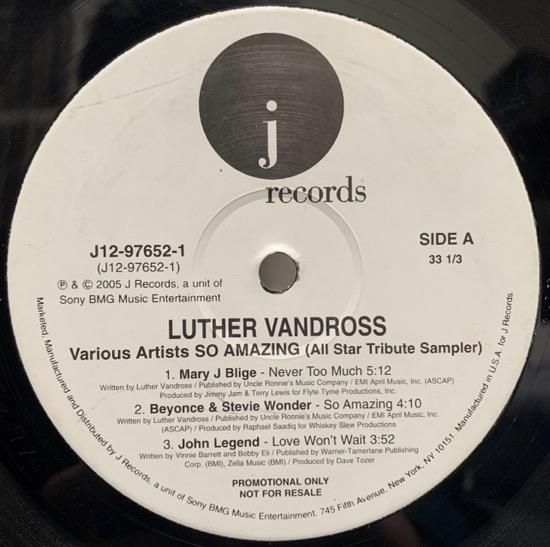 j
records
J12-97652-1
(J12-97652-1)
SIDE A
33 1/3
℗ & © 2005 J Records, a unit of
Sony BMG Music Entertainment
LUTHER VANDROSS
Various Artists SO AMAZING (All Star Tribute Sampler)
1. Mary J Blige - Never Too Much 5:12
Written by Luther Vandross / Published by Uncle Ronnie's Music Company / EMI April Music, Inc. (ASCAP)
Produced by Jimmy Jam & Terry Lewis for Flyte Tyme Productions, Inc.
2. Beyonce & Stevie Wonder - So Amazing 4:10
Written by Luther Vandross / Published by Uncle Ronnie's Music Company / EMI April Music, Inc.
(ASCAP) / Produced by Raphael Saadiq for Whiskey Slew Productions
3. John Legend - Love Won't Wait 3:52
Written by Vinnie Barrett and Bobby Eli / Published by Warner-Tamerlane Publishing
Corp. (BMI), Zella Music (BMI) / Produced by Dave Tozer
PROMOTIONAL ONLY
NOT FOR RESALE
Marketed, Manufactured and Distributed by J Records, a unit of Sony BMG Music Entertainment, 745 Fifth Avenue, New York, NY 10151 Manufactured in U.S.A. for J Records.